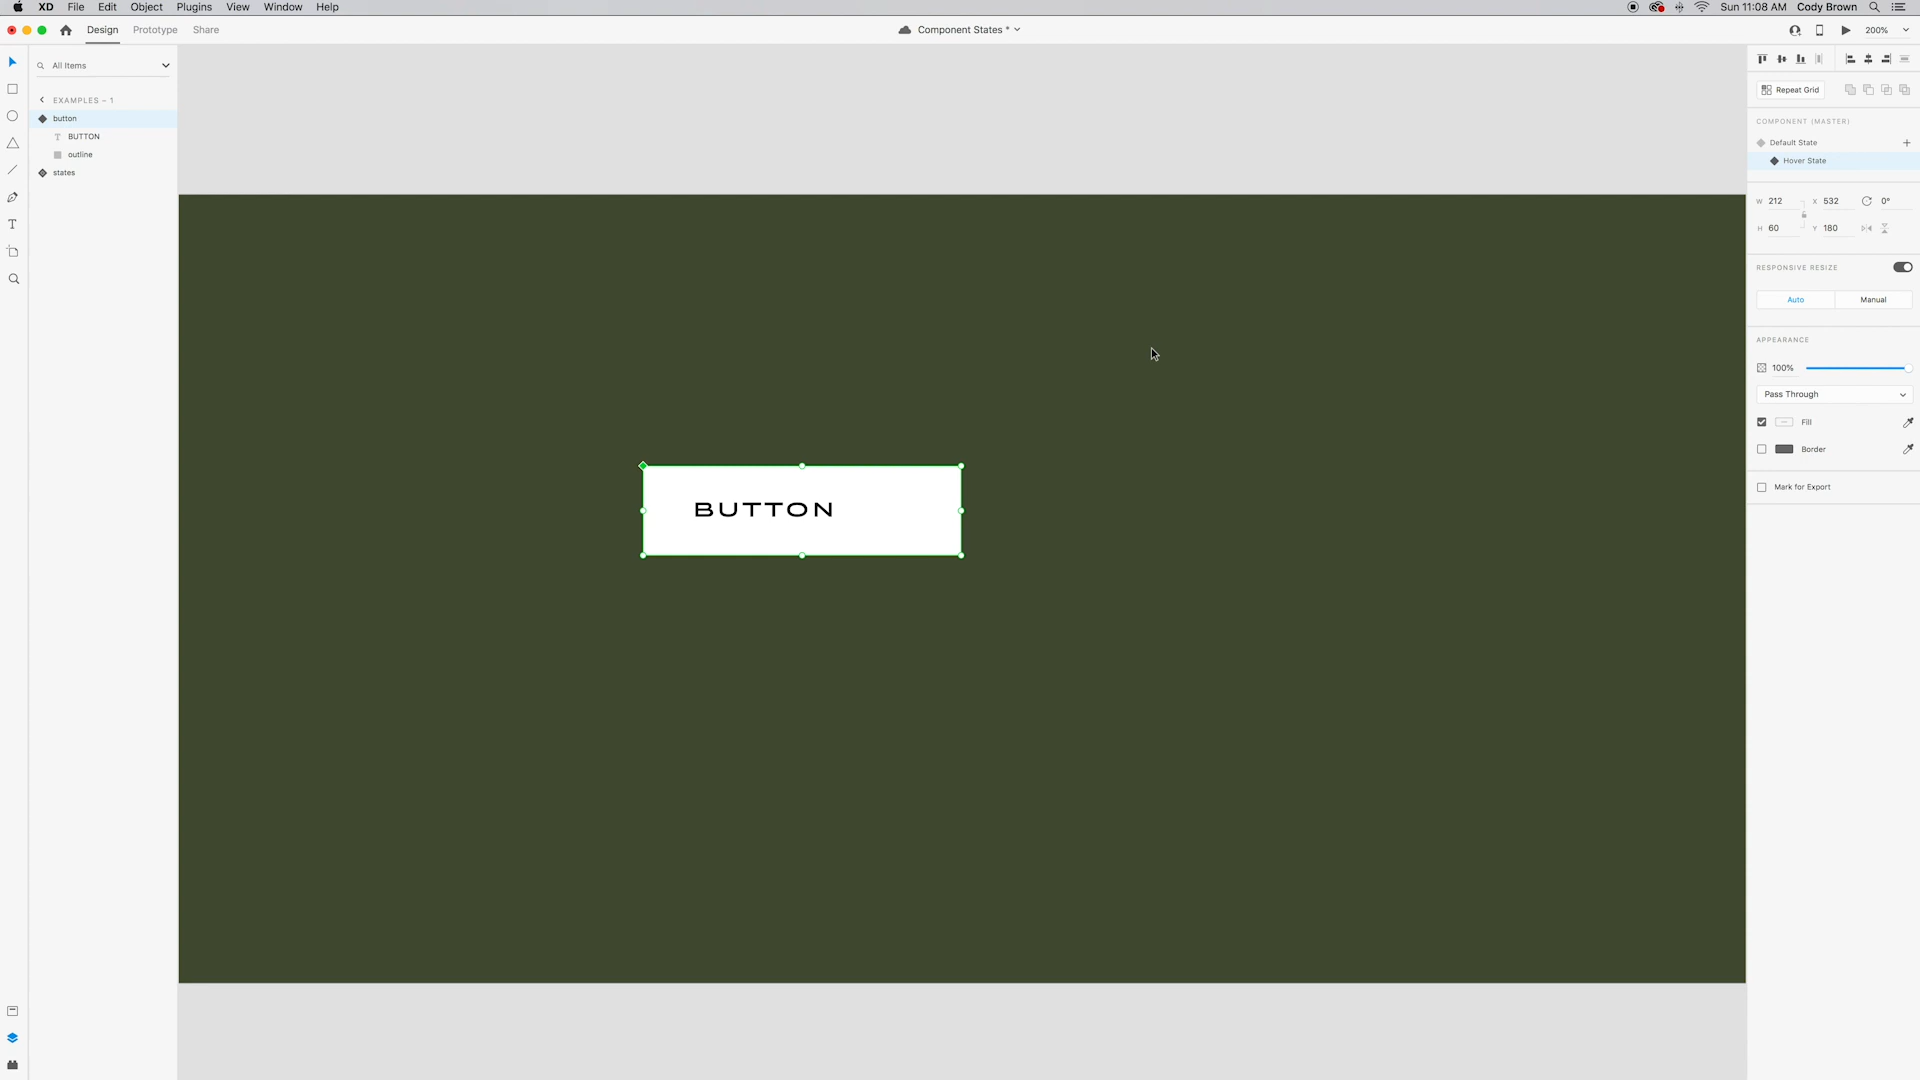 XD File Edit Object Plugins View Window Help
Sun 11:08 AM Cody Brown
Design Prototype Share
Component States *
200%
All Items
EXAMPLES – 1
button
T BUTTON
outline
states
BUTTON
Repeat Grid
COMPONENT (MASTER)
Default State
Hover State
W 212 X 532 0°
H 60 Y 180
RESPONSIVE RESIZE
Auto Manual
APPEARANCE
100%
Pass Through
Fill
Border
Mark for Export